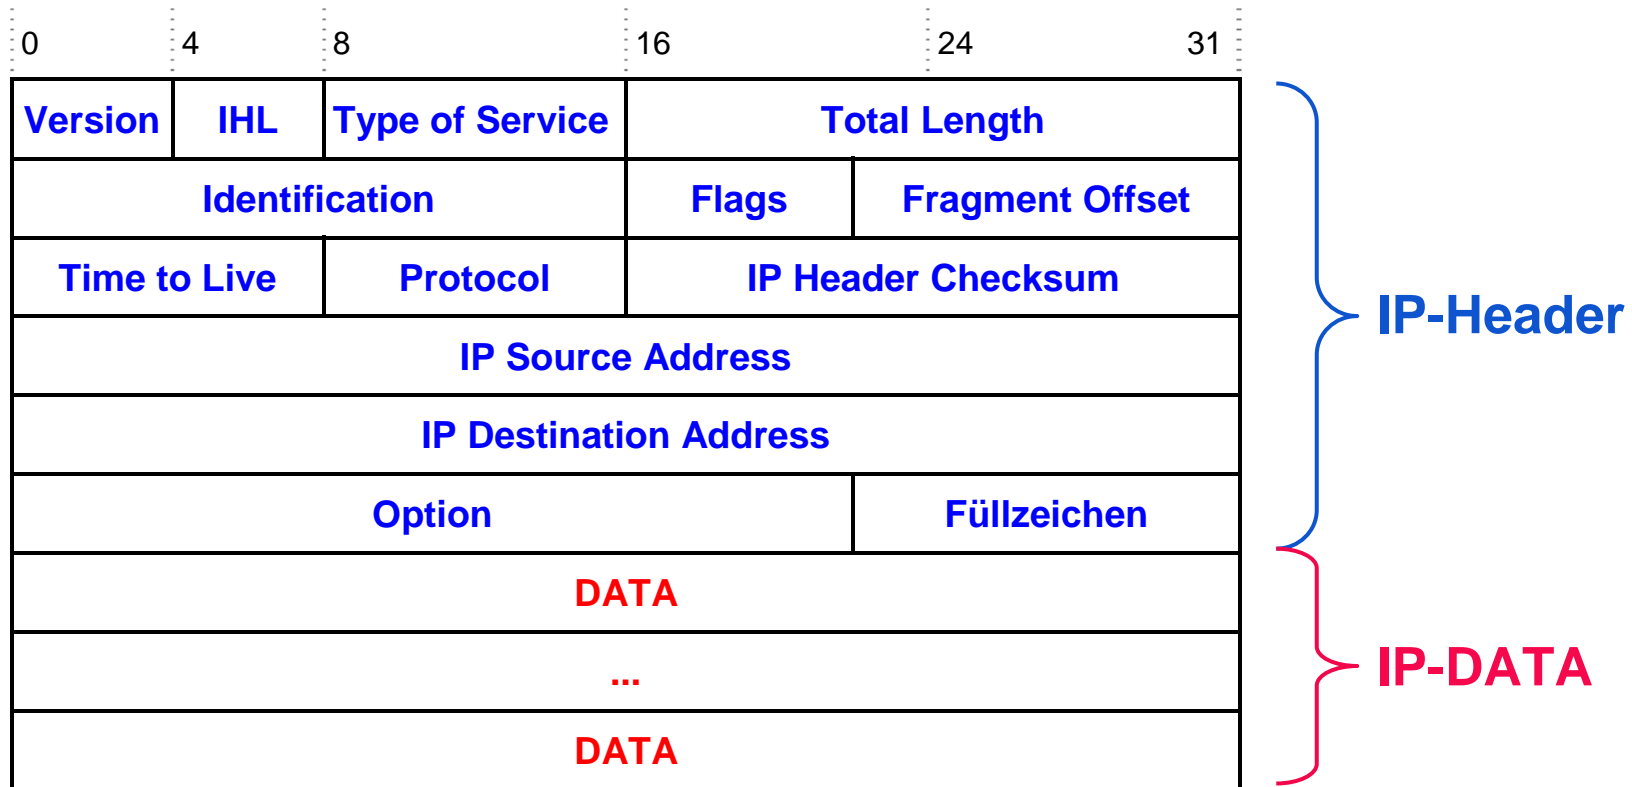 0 4 8 16 24 31
Version IHL Type of Service Total Length
Identification Flags Fragment Offset
Time to Live Protocol IP Header Checksum
IP-Header
IP Source Address
IP Destination Address
Option Füllzeichen
DATA
...
IP-DATA
DATA